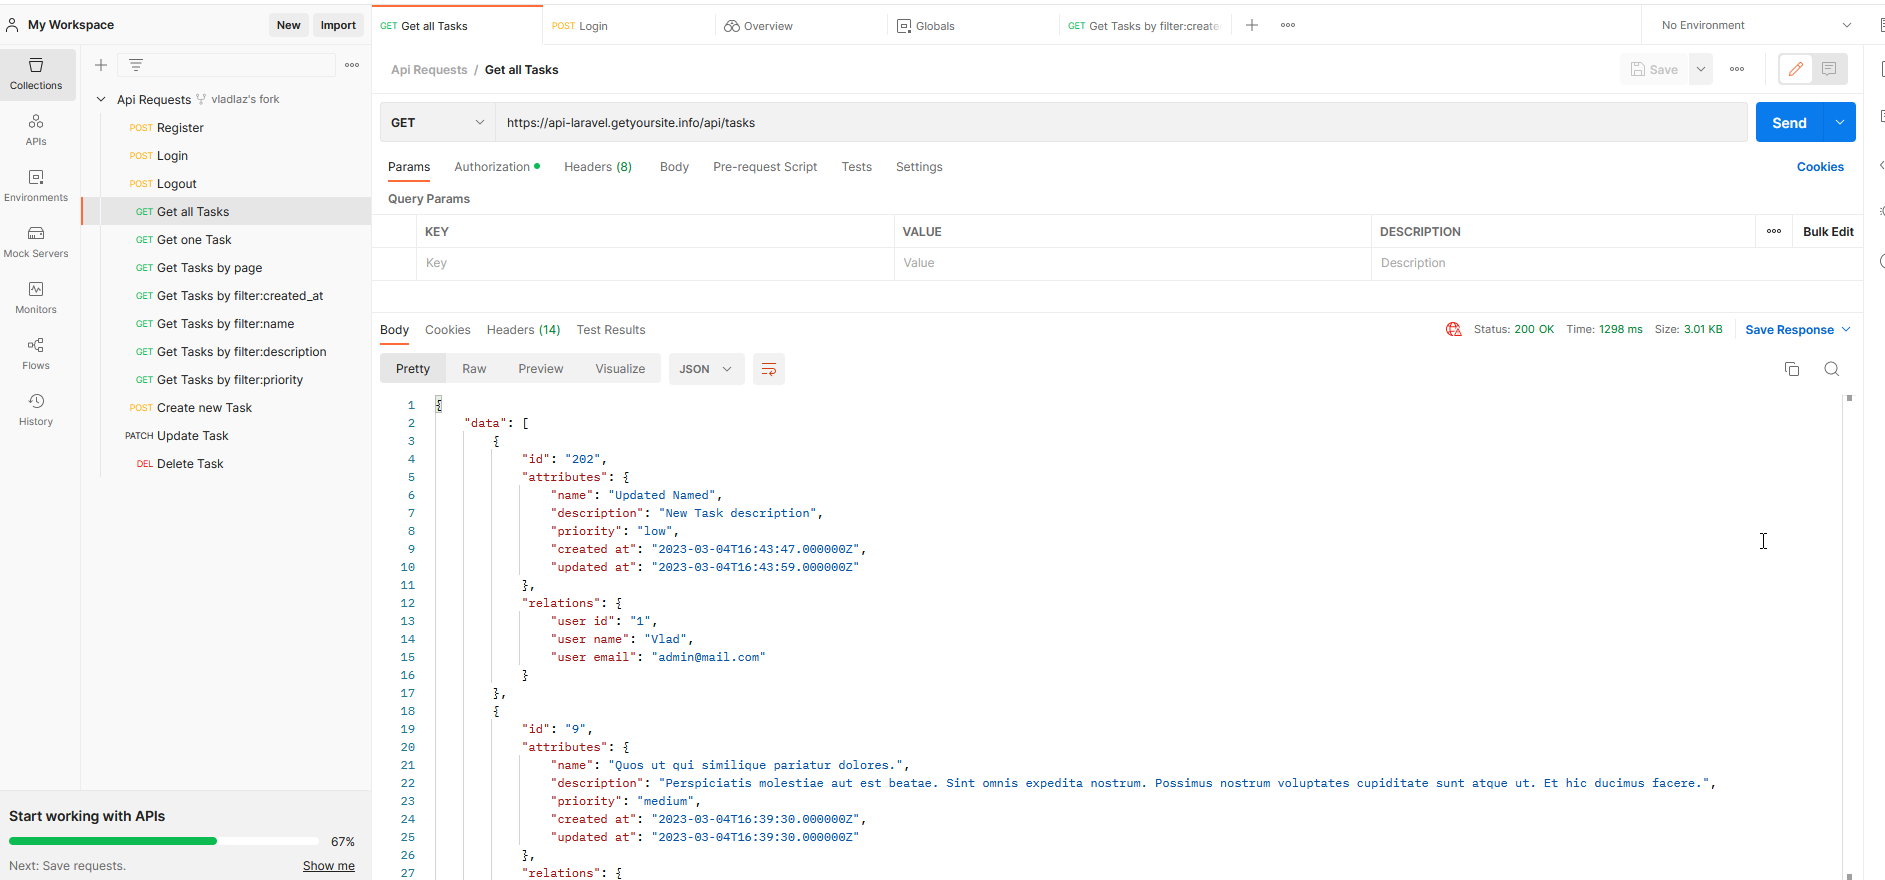 My Workspace
New
Import
GET Get all Tasks
POST Login
Overview
Globals
GET Get Tasks by filter:create
No Environment
Collections
APIs
Environments
Mock Servers
Monitors
Flows
History
Api Requests vladlaz's fork
POST Register
POST Login
POST Logout
GET Get all Tasks
GET Get one Task
GET Get Tasks by page
GET Get Tasks by filter:created_at
GET Get Tasks by filter:name
GET Get Tasks by filter:description
GET Get Tasks by filter:priority
POST Create new Task
PATCH Update Task
DEL Delete Task
Start working with APIs
67%
Next: Save requests.
Show me
Api Requests / Get all Tasks
Save
GET
https://api-laravel.getyoursite.info/api/tasks
Send
Params
Authorization
Headers (8)
Body
Pre-request Script
Tests
Settings
Cookies
Query Params
KEY
VALUE
DESCRIPTION
Bulk Edit
Key
Value
Description
Body
Cookies
Headers (14)
Test Results
Status: 200 OK
Time: 1298 ms
Size: 3.01 KB
Save Response
Pretty
Raw
Preview
Visualize
JSON
1 {
2 "data": [
3 {
4 "id": "202",
5 "attributes": {
6 "name": "Updated Named",
7 "description": "New Task description",
8 "priority": "low",
9 "created at": "2023-03-04T16:43:47.000000Z",
10 "updated at": "2023-03-04T16:43:59.000000Z"
11 },
12 "relations": {
13 "user id": "1",
14 "user name": "Vlad",
15 "user email": "admin@mail.com"
16 }
17 },
18 {
19 "id": "9",
20 "attributes": {
21 "name": "Quos ut qui similique pariatur dolores.",
22 "description": "Perspiciatis molestiae aut est beatae. Sint omnis expedita nostrum. Possimus nostrum voluptates cupiditate sunt atque ut. Et hic ducimus facere.",
23 "priority": "medium",
24 "created at": "2023-03-04T16:39:30.000000Z",
25 "updated at": "2023-03-04T16:39:30.000000Z"
26 },
27 "relations": {